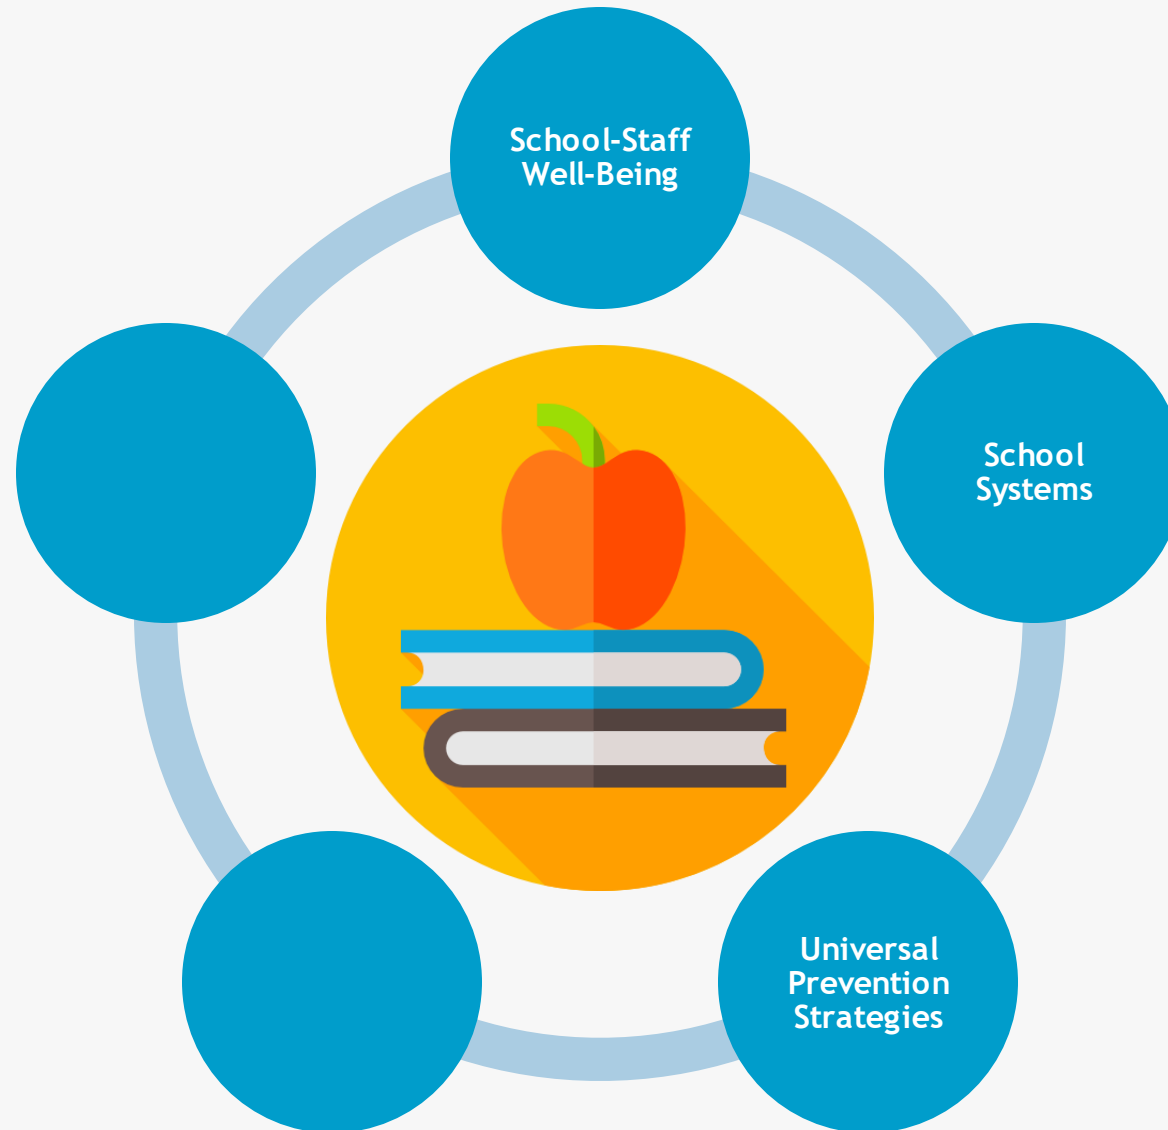 School-Staff
Well-Being
School
Systems
Universal
Prevention
Strategies